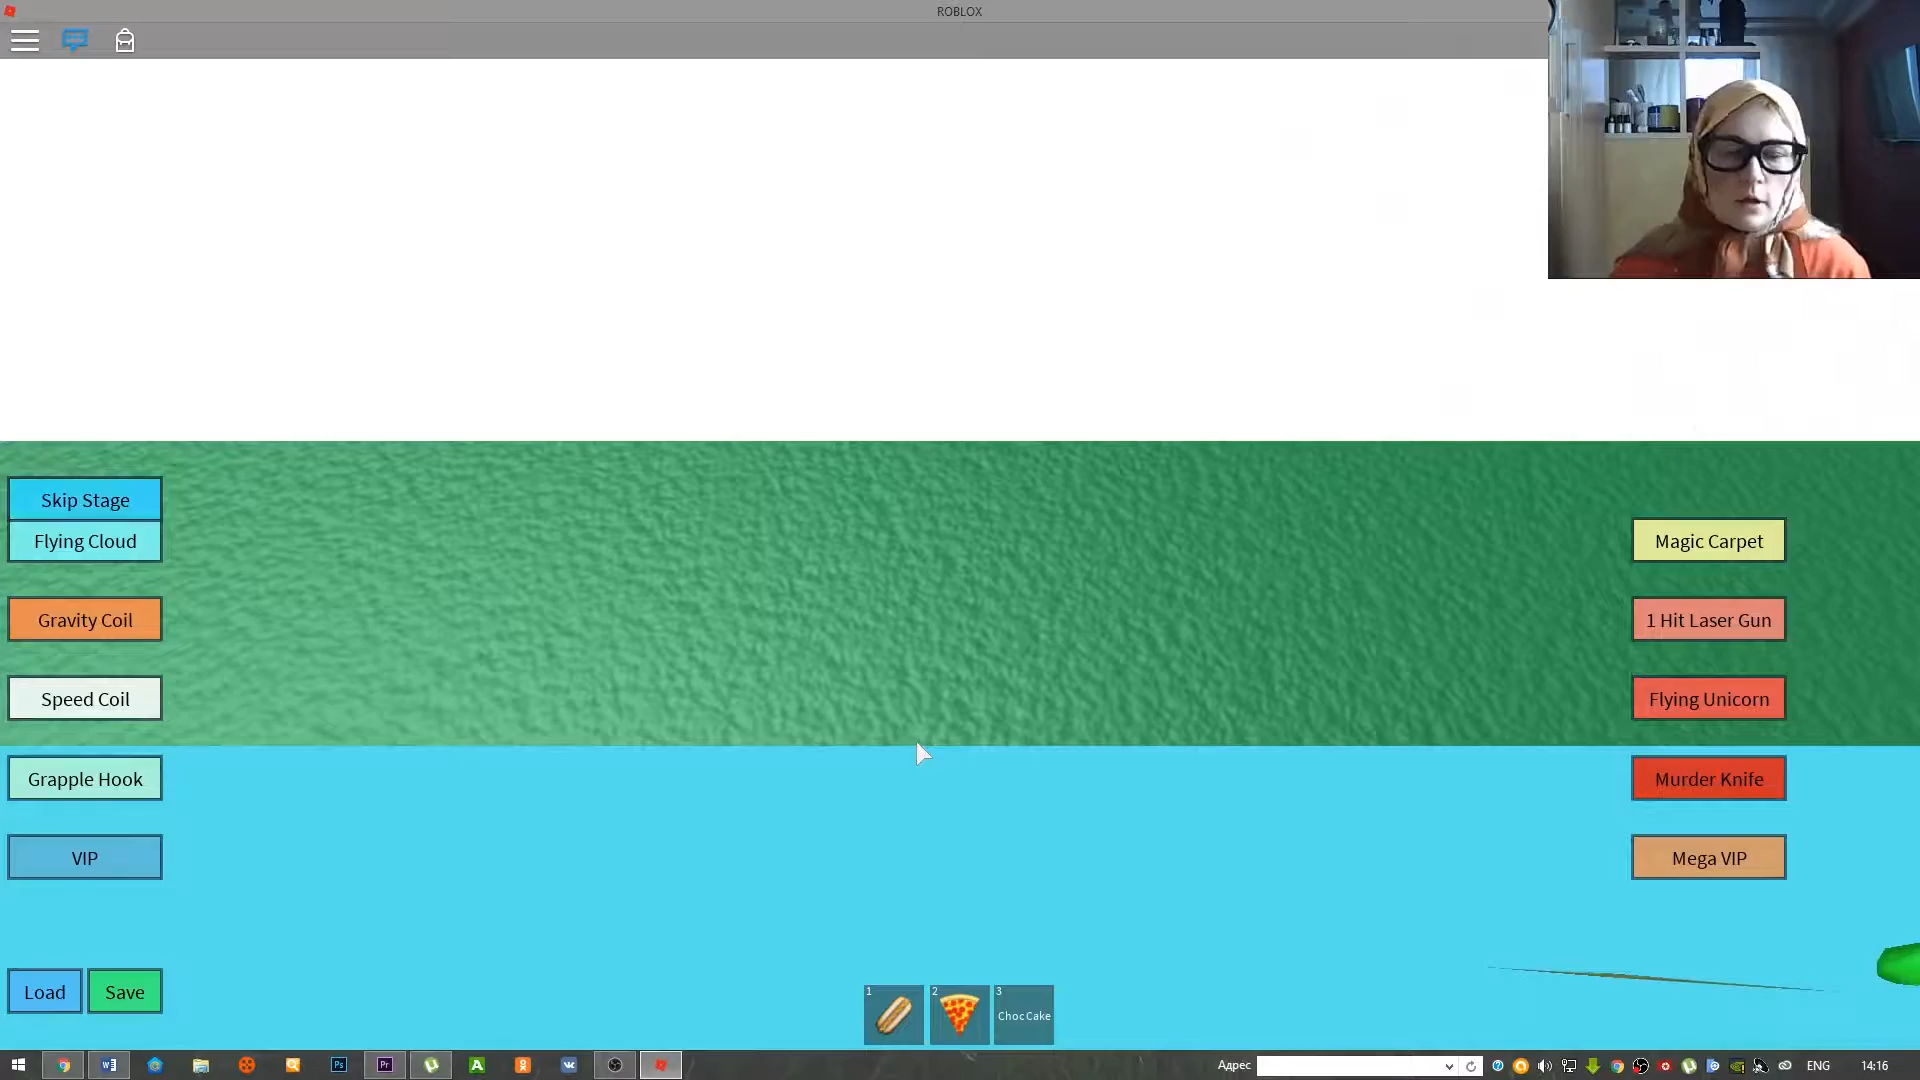 ROBLOX
Skip Stage
Flying Cloud
Magic Carpet
Gravity Coil
1 Hit Laser Gun
Speed Coil
Flying Unicorn
Grapple Hook
Murder Knife
VIP
Mega VIP
Load
Save
1
2
3
ChocCake
Адрес
ENG
14:16